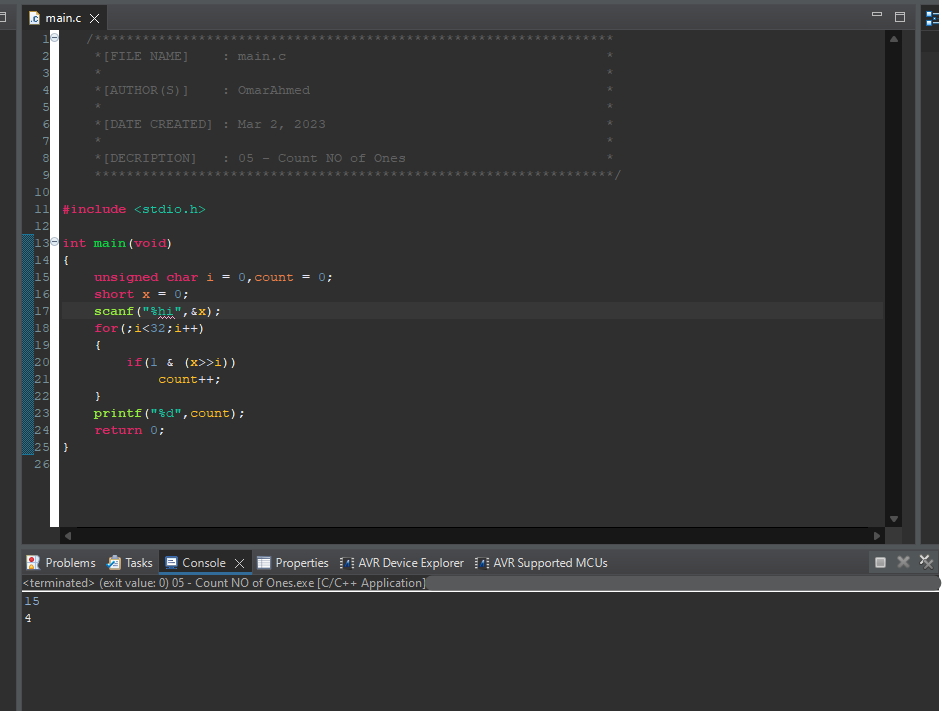 main.c
1 /******************************************************************
2 *[FILE NAME] : main.c *
3 * *
4 *[AUTHOR(S)] : OmarAhmed *
5 * *
6 *[DATE CREATED] : Mar 2, 2023 *
7 * *
8 *[DECRIPTION] : 05 - Count NO of Ones *
9 ******************************************************************/
10
11 #include <stdio.h>
12
13 int main(void)
14 {
15 unsigned char i = 0,count = 0;
16 short x = 0;
17 scanf("%hi",&x);
18 for(;i<32;i++)
19 {
20 if(1 & (x>>i))
21 count++;
22 }
23 printf("%d",count);
24 return 0;
25 }
26
Problems Tasks Console Properties AVR Device Explorer AVR Supported MCUs
<terminated> (exit value: 0) 05 - Count NO of Ones.exe [C/C++ Application]
15
4